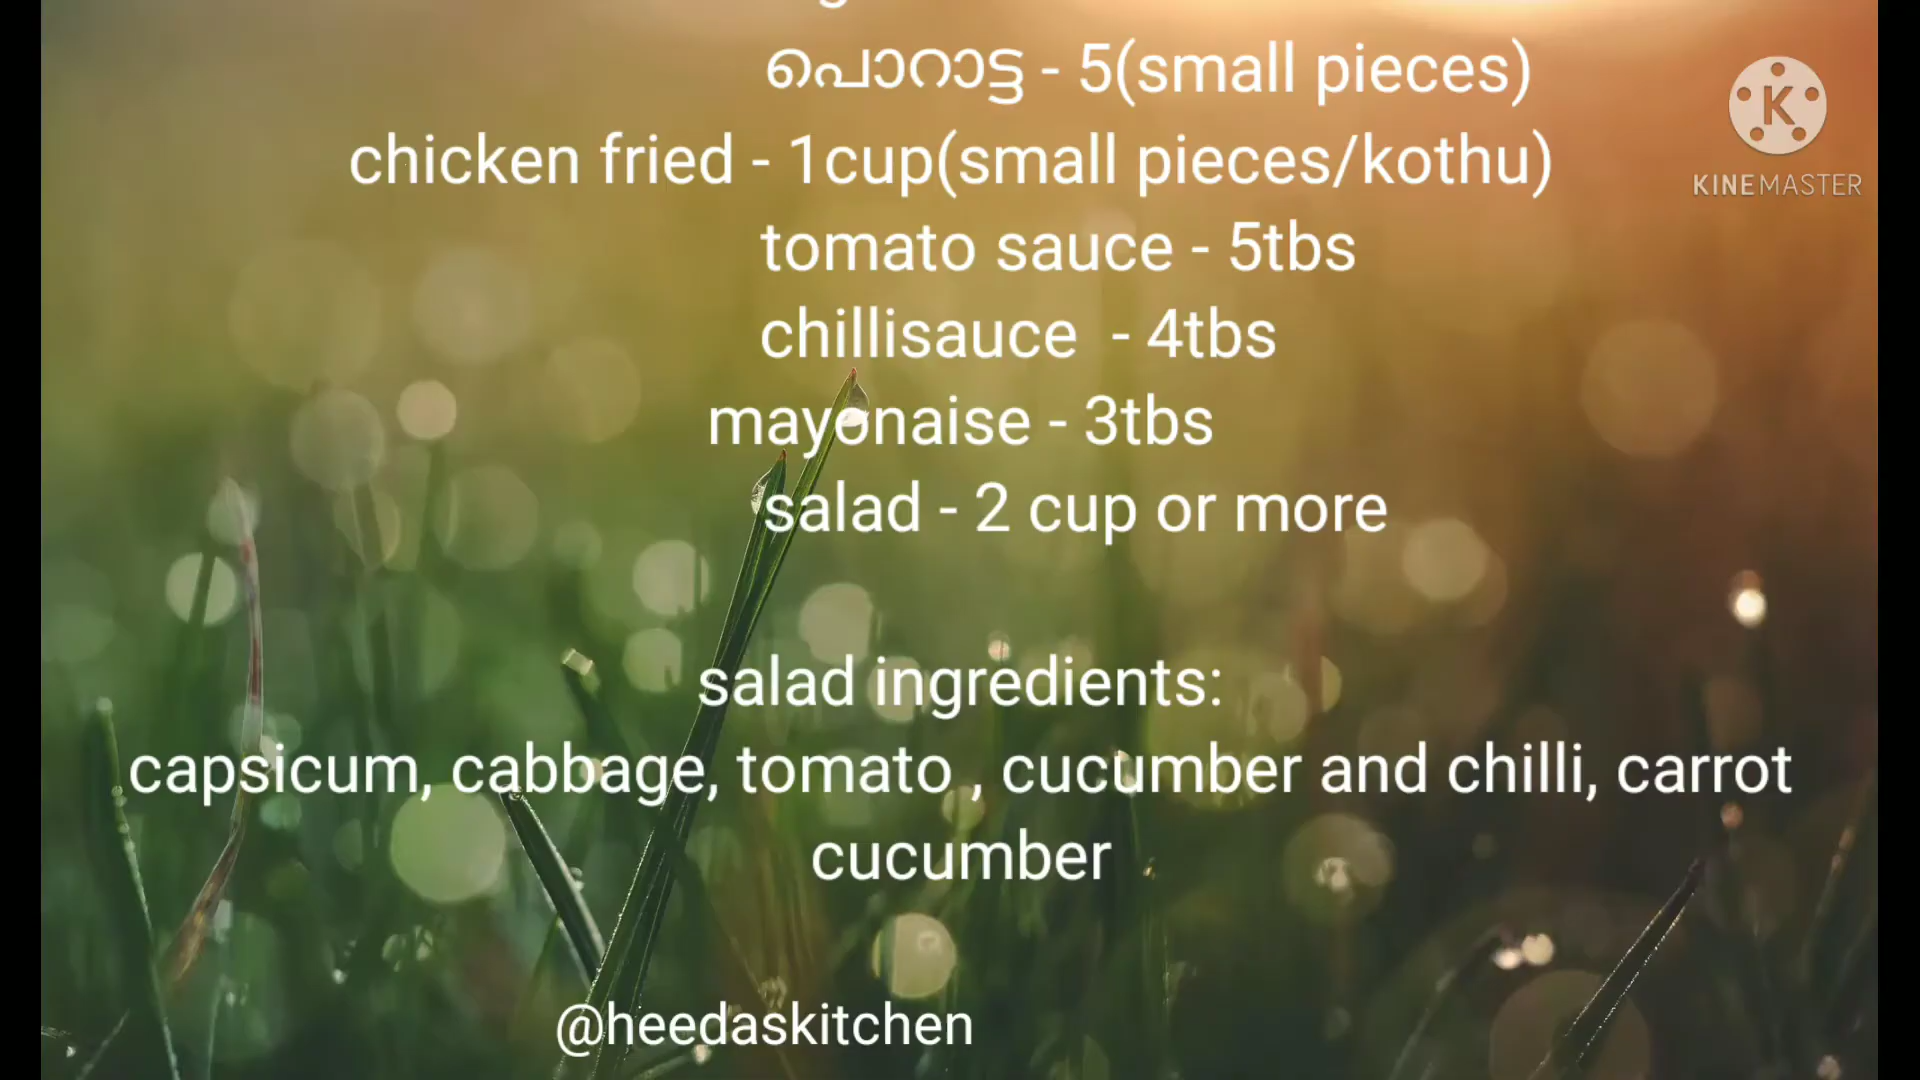 പൊറാട്ട - 5(small pieces)
chicken fried - 1cup(small pieces/kothu)
tomato sauce - 5tbs
chillisauce  - 4tbs
mayonaise - 3tbs
salad - 2 cup or more
salad ingredients:
capsicum, cabbage, tomato , cucumber and chilli, carrot
cucumber
@heedaskitchen
K
KINEMASTER